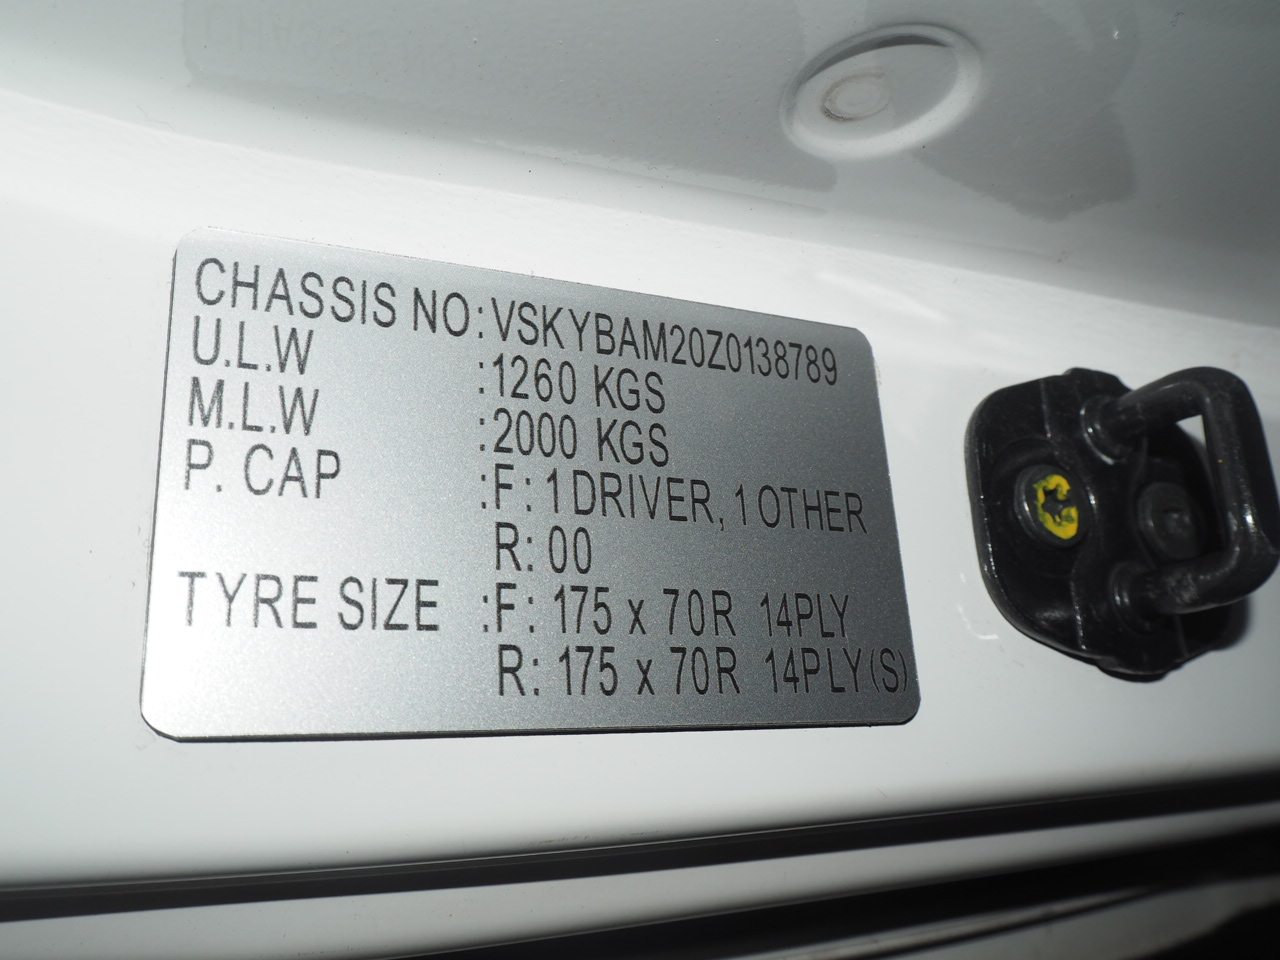 CHASSIS NO:VSKYBAM20Z0138789
U.L.W :1260 KGS
M.L.W :2000 KGS
P. CAP :F: 1 DRIVER, 1 OTHER
R: 00
TYRE SIZE :F: 175 x 70R 14PLY
R: 175 x 70R 14PLY(S)